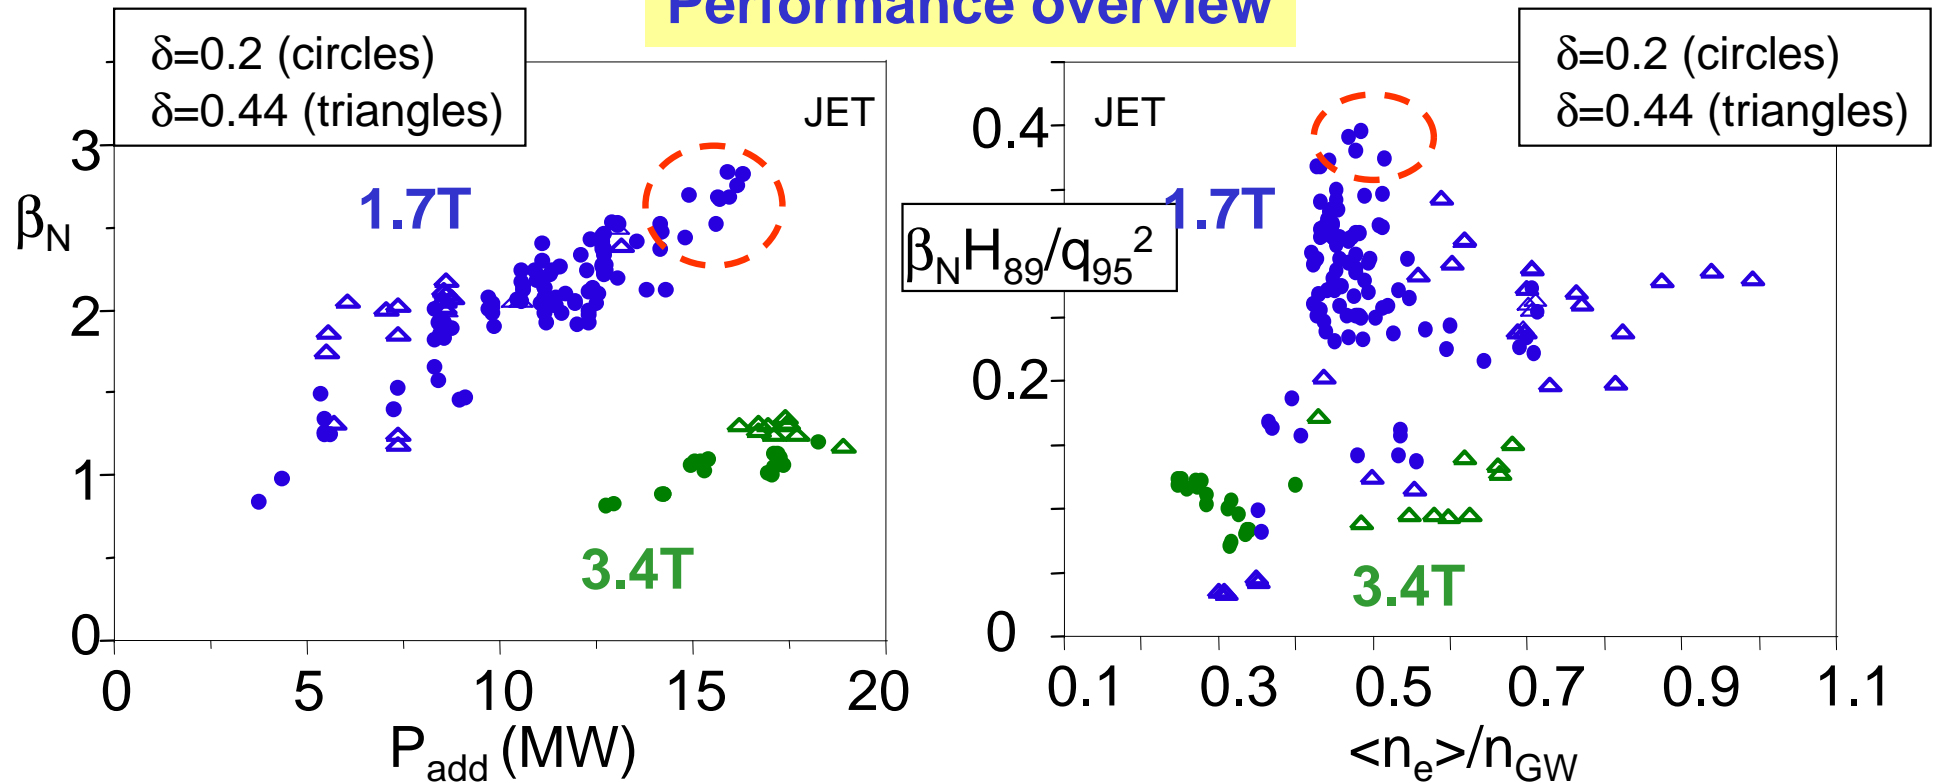 Performance overview
δ=0.2 (circles)
δ=0.44 (triangles)
JET
3
2
1
0
βN
1.7T
3.4T
0 5 10 15 20
Padd (MW)
δ=0.2 (circles)
δ=0.44 (triangles)
JET
0.4
0.2
0
1.7T
βNH89/q95²
3.4T
0.1 0.3 0.5 0.7 0.9 1.1
<ne>/nGW